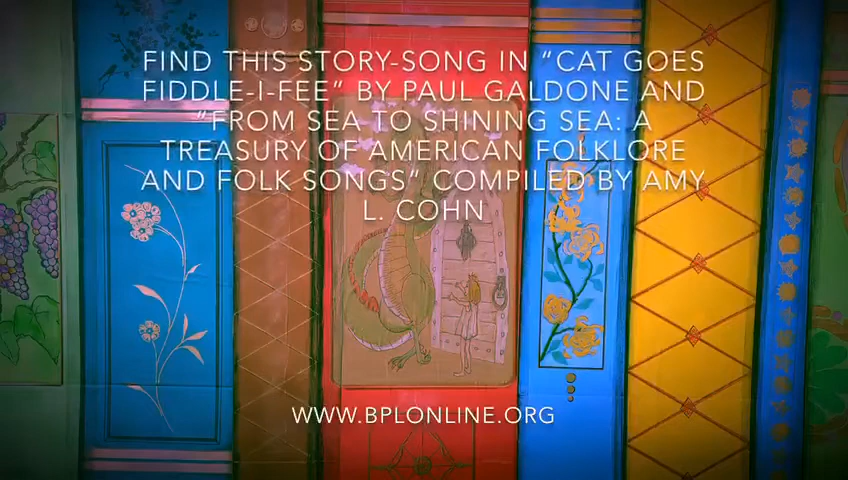 FIND THIS STORY-SONG IN "CAT GOES
FIDDLE-I-FEE" BY PAUL GALDONE AND
"FROM SEA TO SHINING SEA: A
TREASURY OF AMERICAN FOLKLORE
AND FOLK SONGS" COMPILED BY AMY
L. COHN
WWW.BPLONLINE.ORG